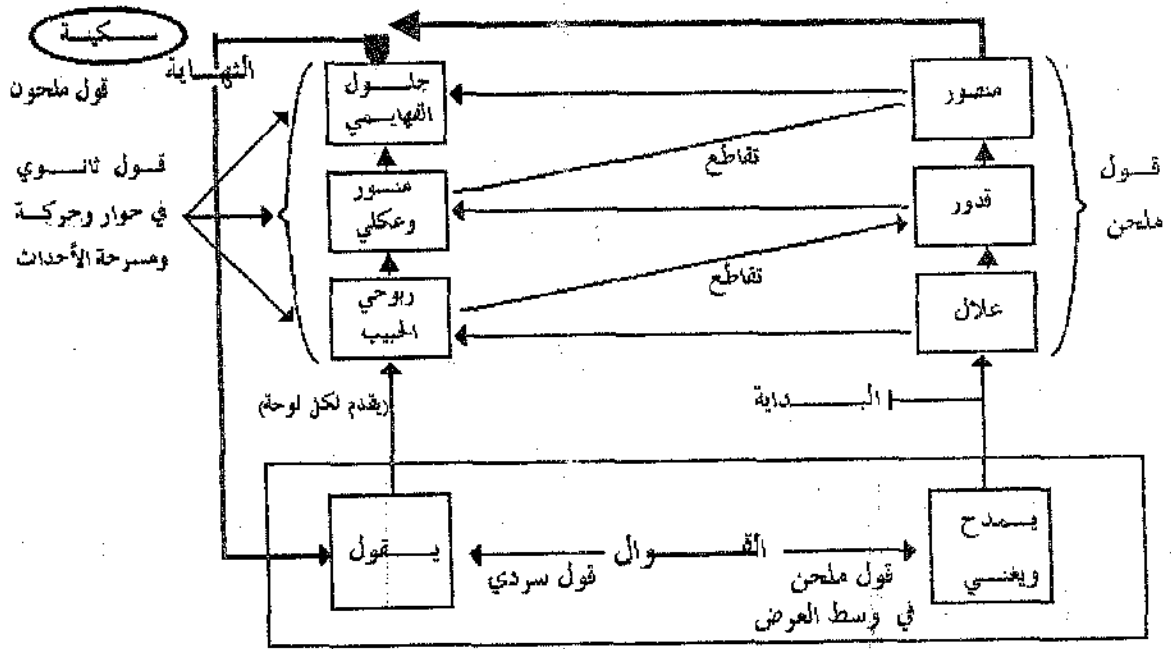 سكينة
النهاية
قول ملحون
جلول
الفهايمي
منصور
تقاطع
قول ثانوي
في حوار وحركة
ومسرحة الأحداث
منصور
وعكلي
قدور
قول
ملحن
تقاطع
ربوحي
الحبيب
علال
(يقدم لكل لوحة)
البداية
يقول
القوال
قول سردي
قول ملحن
في وسط العرض
يمدح
ويغني